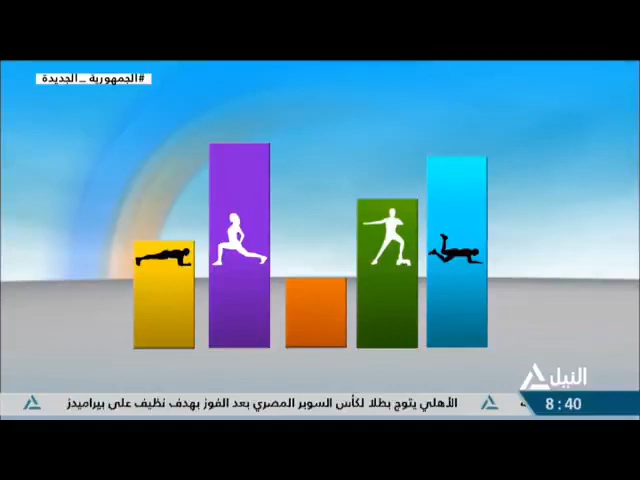 #الجمهورية_الجديدة
النيل
8:40
الأهلي يتوج بطلا لكأس السوبر المصري بعد الفوز بهدف نظيف على بيراميدز